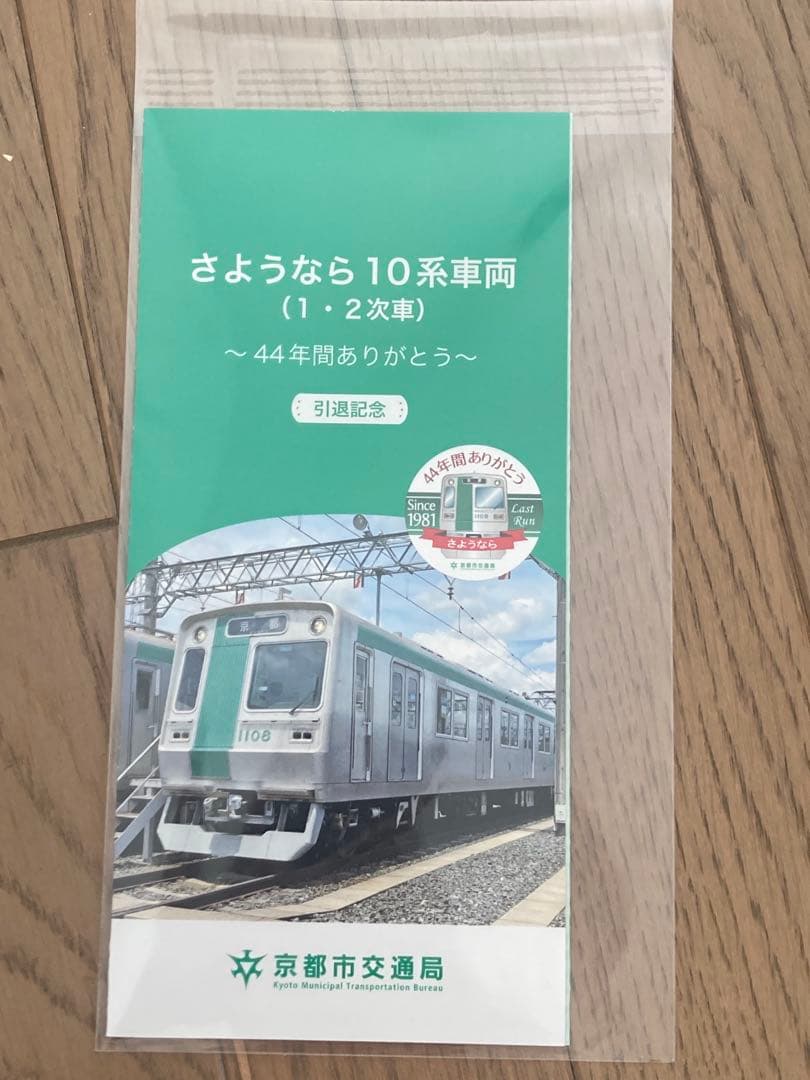 さようなら10系車両
（1・2次車）
～44年間ありがとう～
引退記念
44年間ありがとう
Since
1981
Last
Run
1108
さようなら
京都市交通局
京都
1108
京都市交通局
Kyoto Municipal Transportation Bureau